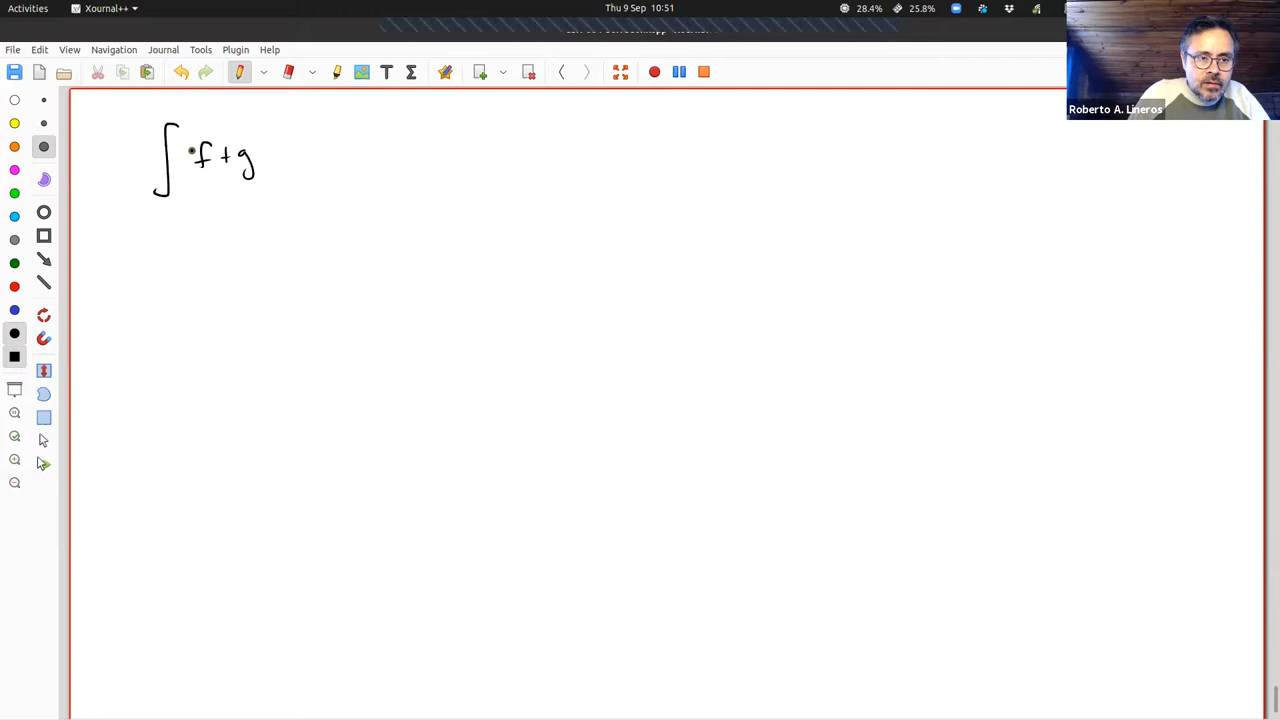 Activities Xournal++ Thu 9 Sep 10:51 28.4% 25.8%
File Edit View Navigation Journal Tools Plugin Help
Roberto A. Lineros
∫ f + g